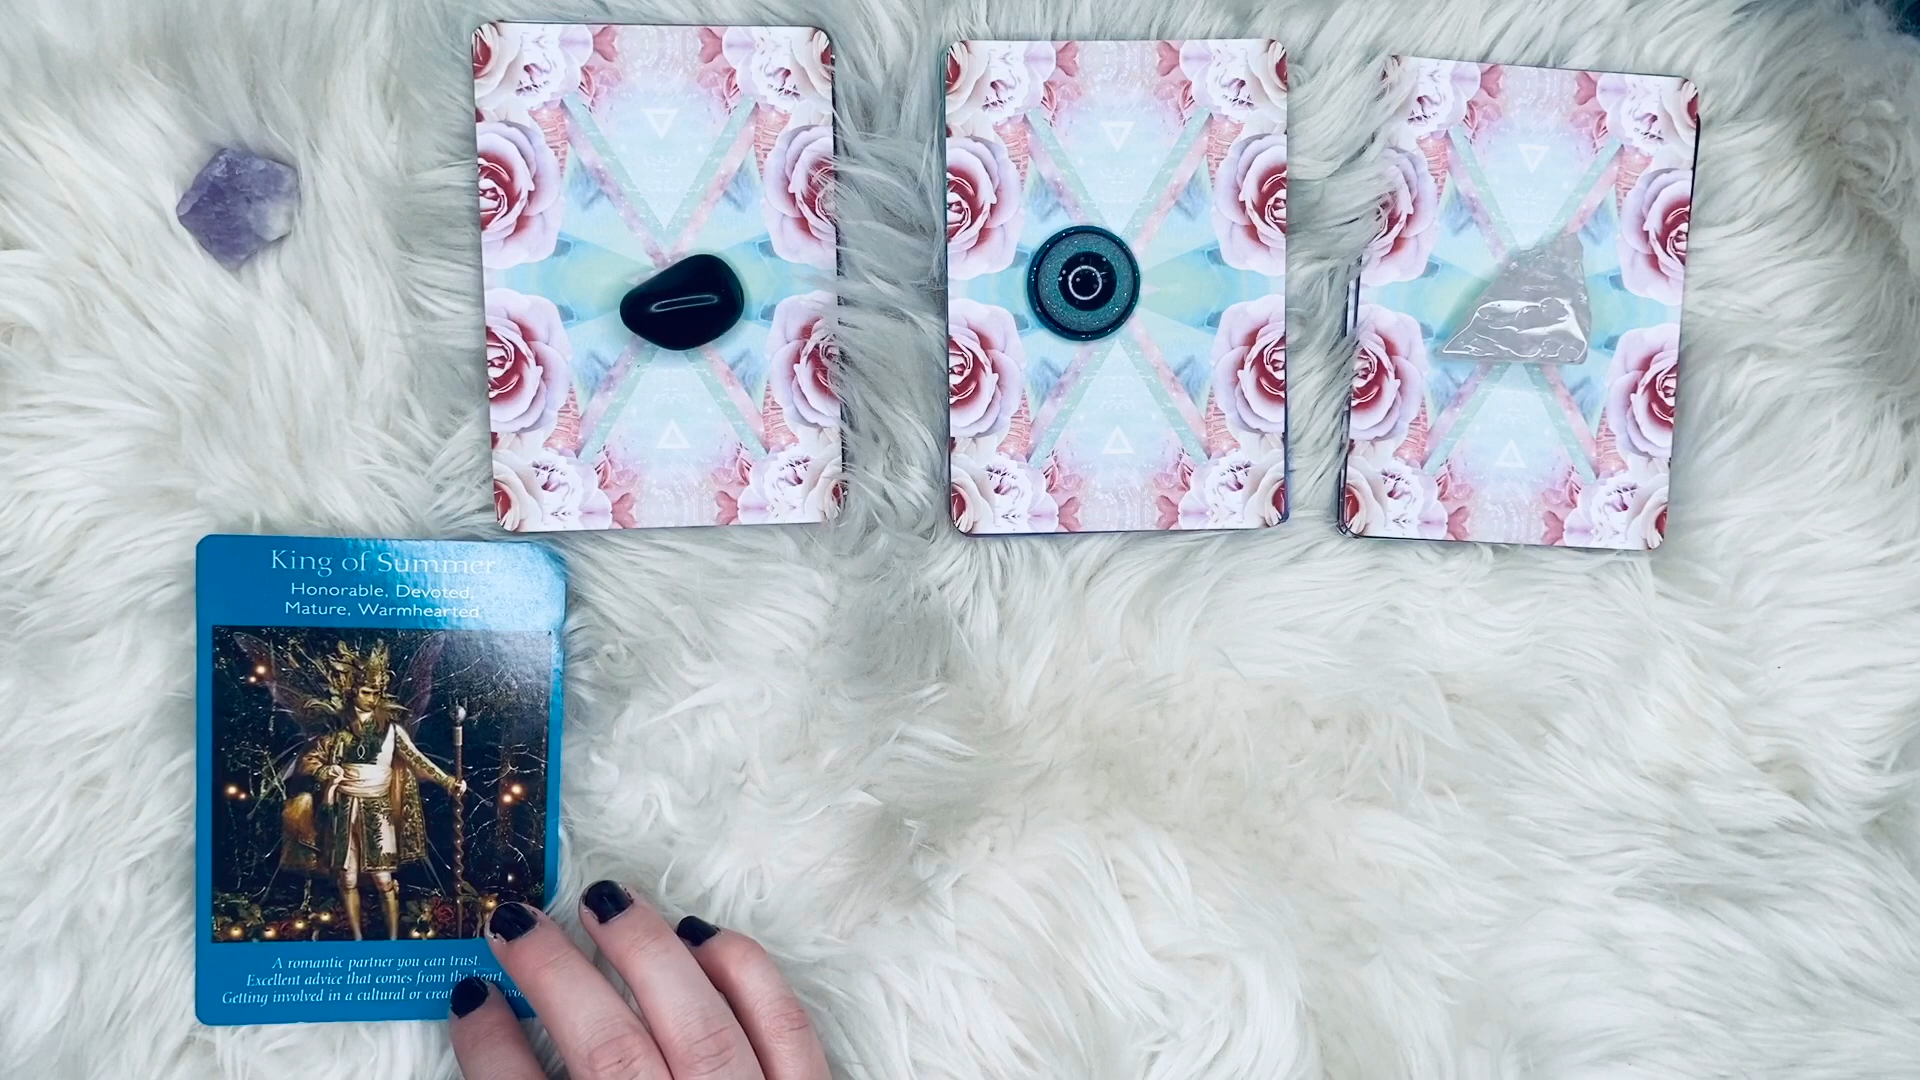 King of Summer
Honorable, Devoted,
Mature, Warmhearted
A romantic partner you can trust.
Excellent advice that comes from the heart
Getting involved in a cultural or